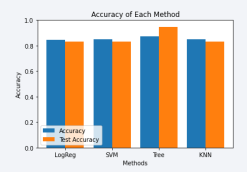 Accuracy of Each Method
1.0
0.8
0.6
0.4
0.2
0.0
Accuracy
Accuracy
Test Accuracy
LogReg SVM Tree KNN
Methods